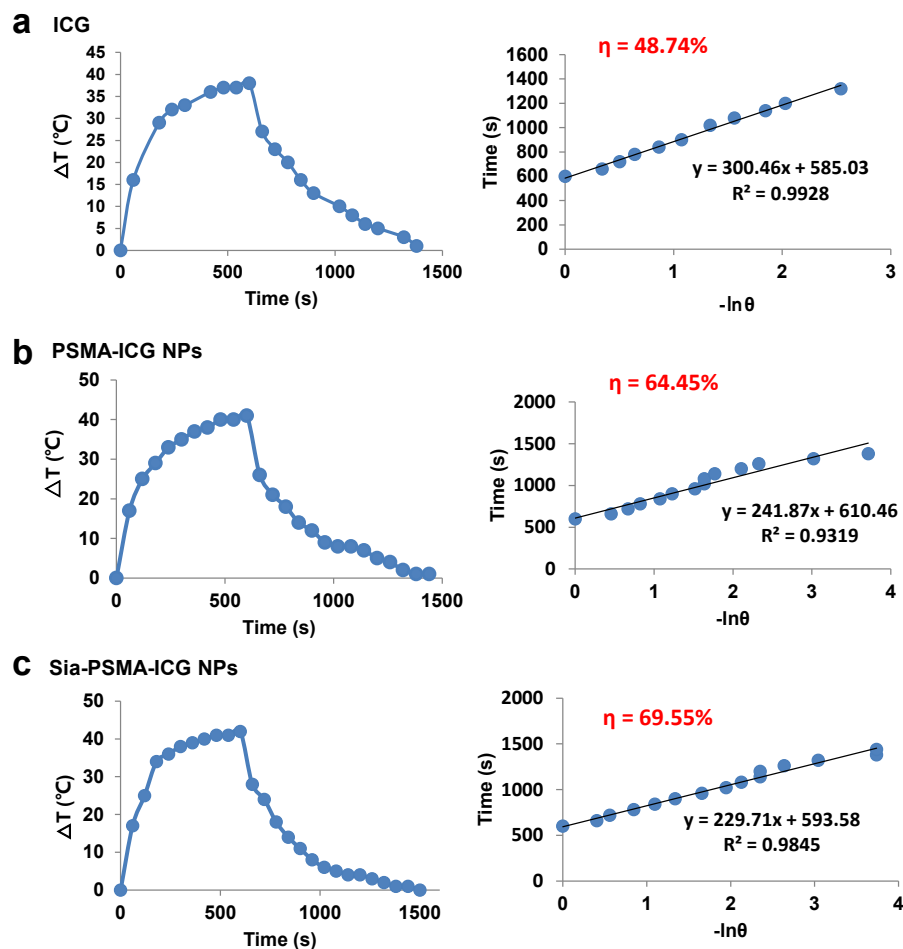 a ICG
45
40
35
30
25
20
15
10
5
0
ΔT (℃)
0 500 1000 1500
Time (s)
η = 48.74%
1600
1400
1200
1000
800
600
400
200
0
Time (s)
y = 300.46x + 585.03
R² = 0.9928
0 1 2 3
-lnθ
b PSMA-ICG NPs
50
40
30
20
10
0
ΔT (℃)
0 500 1000 1500
Time (s)
η = 64.45%
2000
1500
1000
500
0
Time (s)
y = 241.87x + 610.46
R² = 0.9319
0 1 2 3 4
-lnθ
c Sia-PSMA-ICG NPs
50
40
30
20
10
0
ΔT (℃)
0 500 1000 1500
Time (s)
η = 69.55%
2000
1500
1000
500
0
Time (s)
y = 229.71x + 593.58
R² = 0.9845
0 1 2 3 4
-lnθ